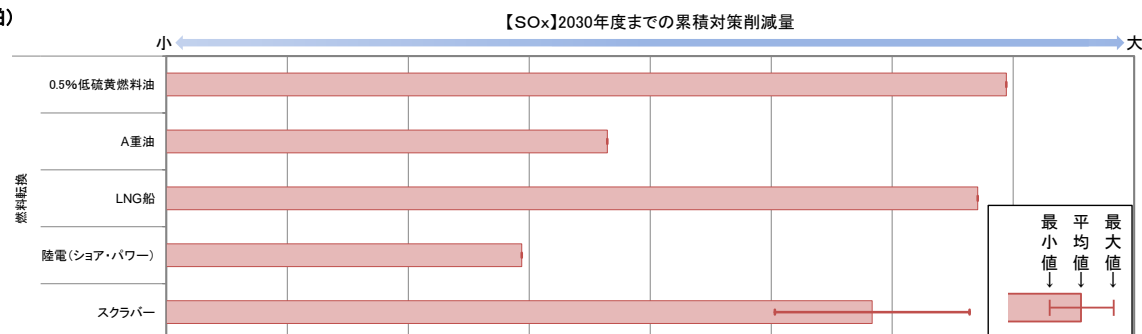 )
【SOx】2030年度までの累積対策削減量
小
大
0.5%低硫黄燃料油
A重油
LNG船
陸電(ショア・パワー)
スクラバー
燃料転換
最小値→
平均値→
最大値→